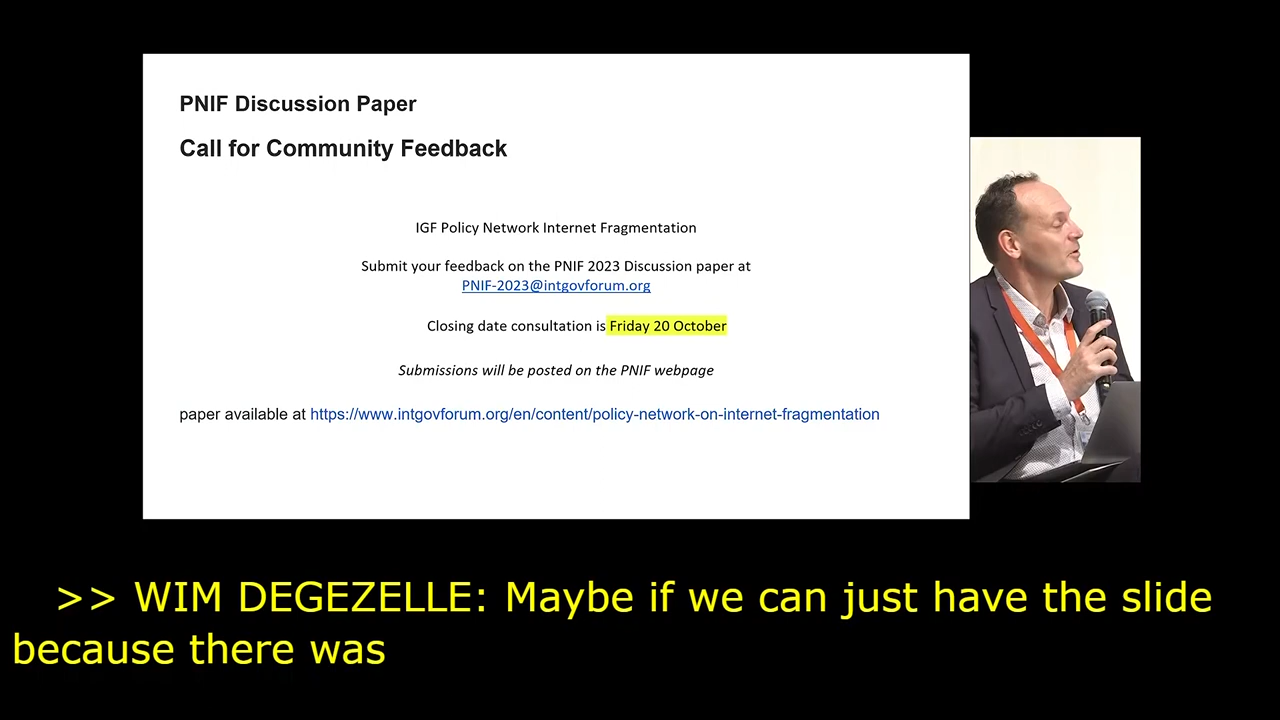 PNIF Discussion Paper
Call for Community Feedback
IGF Policy Network Internet Fragmentation
Submit your feedback on the PNIF 2023 Discussion paper at
PNIF-2023@intgovforum.org
Closing date consultation is Friday 20 October
Submissions will be posted on the PNIF webpage
paper available at https://www.intgovforum.org/en/content/policy-network-on-internet-fragmentation
>> WIM DEGEZELLE: Maybe if we can just have the slide
because there was